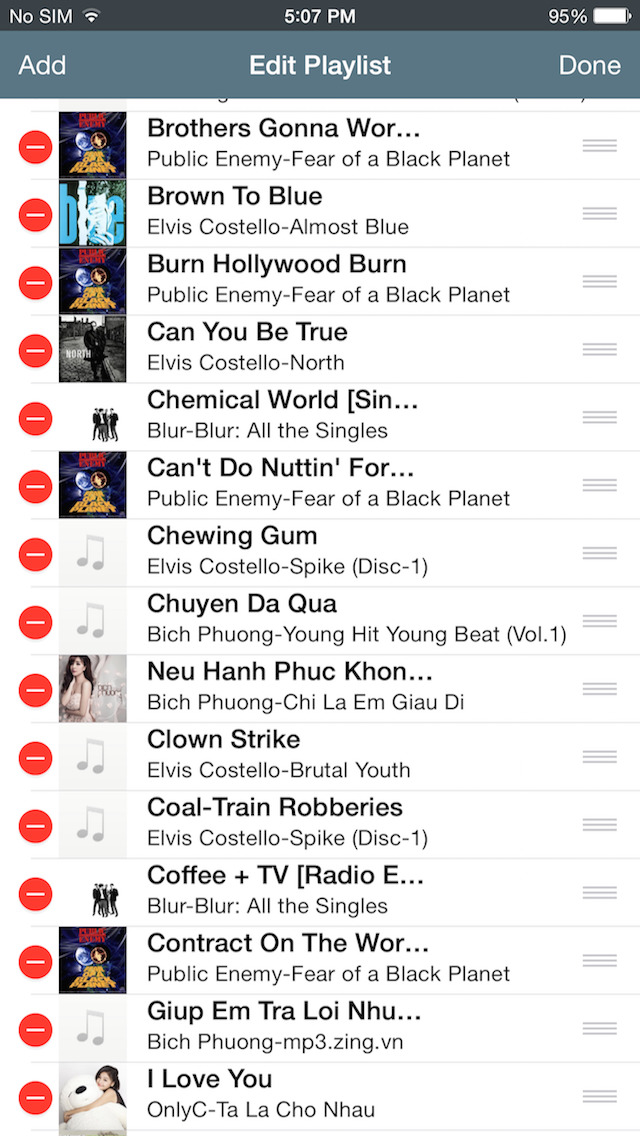 No SIM 5:07 PM 95%
Add Edit Playlist Done
Brothers Gonna Wor...
Public Enemy-Fear of a Black Planet
Brown To Blue
Elvis Costello-Almost Blue
Burn Hollywood Burn
Public Enemy-Fear of a Black Planet
Can You Be True
Elvis Costello-North
NORTH
Chemical World [Sin...
Blur-Blur: All the Singles
Can't Do Nuttin' For...
Public Enemy-Fear of a Black Planet
Chewing Gum
Elvis Costello-Spike (Disc-1)
Chuyen Da Qua
Bich Phuong-Young Hit Young Beat (Vol.1)
Neu Hanh Phuc Khon...
Bich Phuong-Chi La Em Giau Di
Clown Strike
Elvis Costello-Brutal Youth
Coal-Train Robberies
Elvis Costello-Spike (Disc-1)
Coffee + TV [Radio E...
Blur-Blur: All the Singles
Contract On The Wor...
Public Enemy-Fear of a Black Planet
Giup Em Tra Loi Nhu...
Bich Phuong-mp3.zing.vn
I Love You
OnlyC-Ta La Cho Nhau